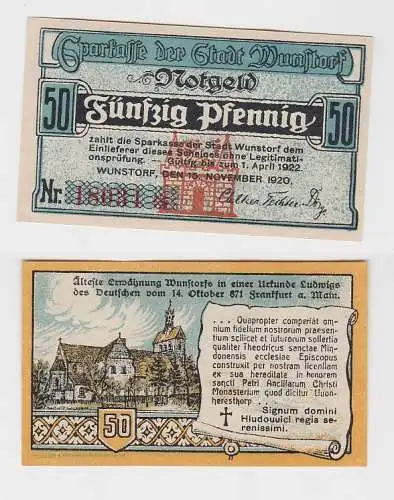 Sparkasse der Stadt Wunstorf
Notgeld
50 Fünfzig Pfennig 50
zahlt die Sparkasse der Stadt Wunstorf dem
Einlieferer dieses Scheines ohne Legitimati-
onsprüfung. Gültig bis zum 1. April 1922
WUNSTORF, DEN 15. NOVEMBER 1920.
Nr.
Älteste Erwähnung Wunstorfs in einer Urkunde Ludwigs
des Deutschen vom 14. Oktober 871 Frankfurt a. Main.
... Quapropter comperiat om-
nium fidelium nostrorum praesen-
tium scilicet et futurorum sollertia
qualiter Theodricus sanctae Min-
donensis ecclesiae Episcopus
construxit per nostram licentiam
ex sua hereditate in honorem
sancti Petri Ancillarum Christi
Monasterium quod dicitur Uuon-
heresthorp ...
Signum domini
Hludouuici regis se-
renissimi.
50